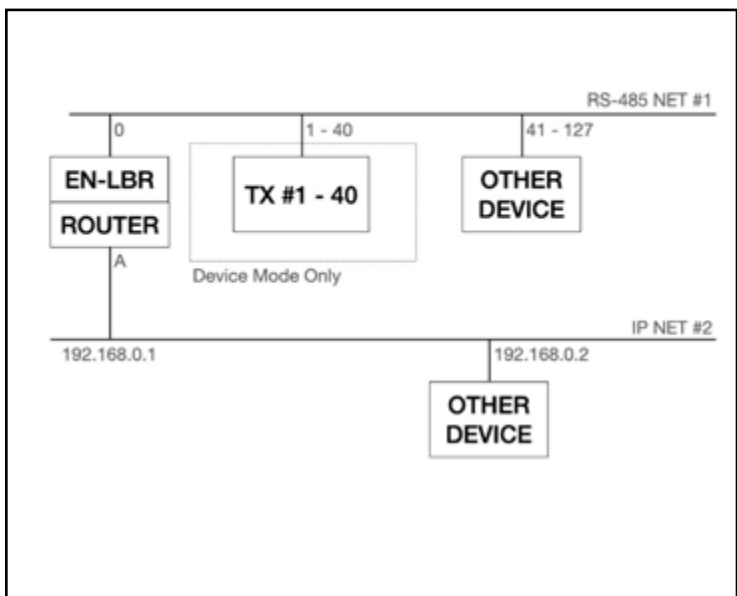 RS-485 NET #1
0
1 - 40
41 - 127
EN-LBR
ROUTER
TX #1 - 40
OTHER
DEVICE
A
Device Mode Only
IP NET #2
192.168.0.1
192.168.0.2
OTHER
DEVICE